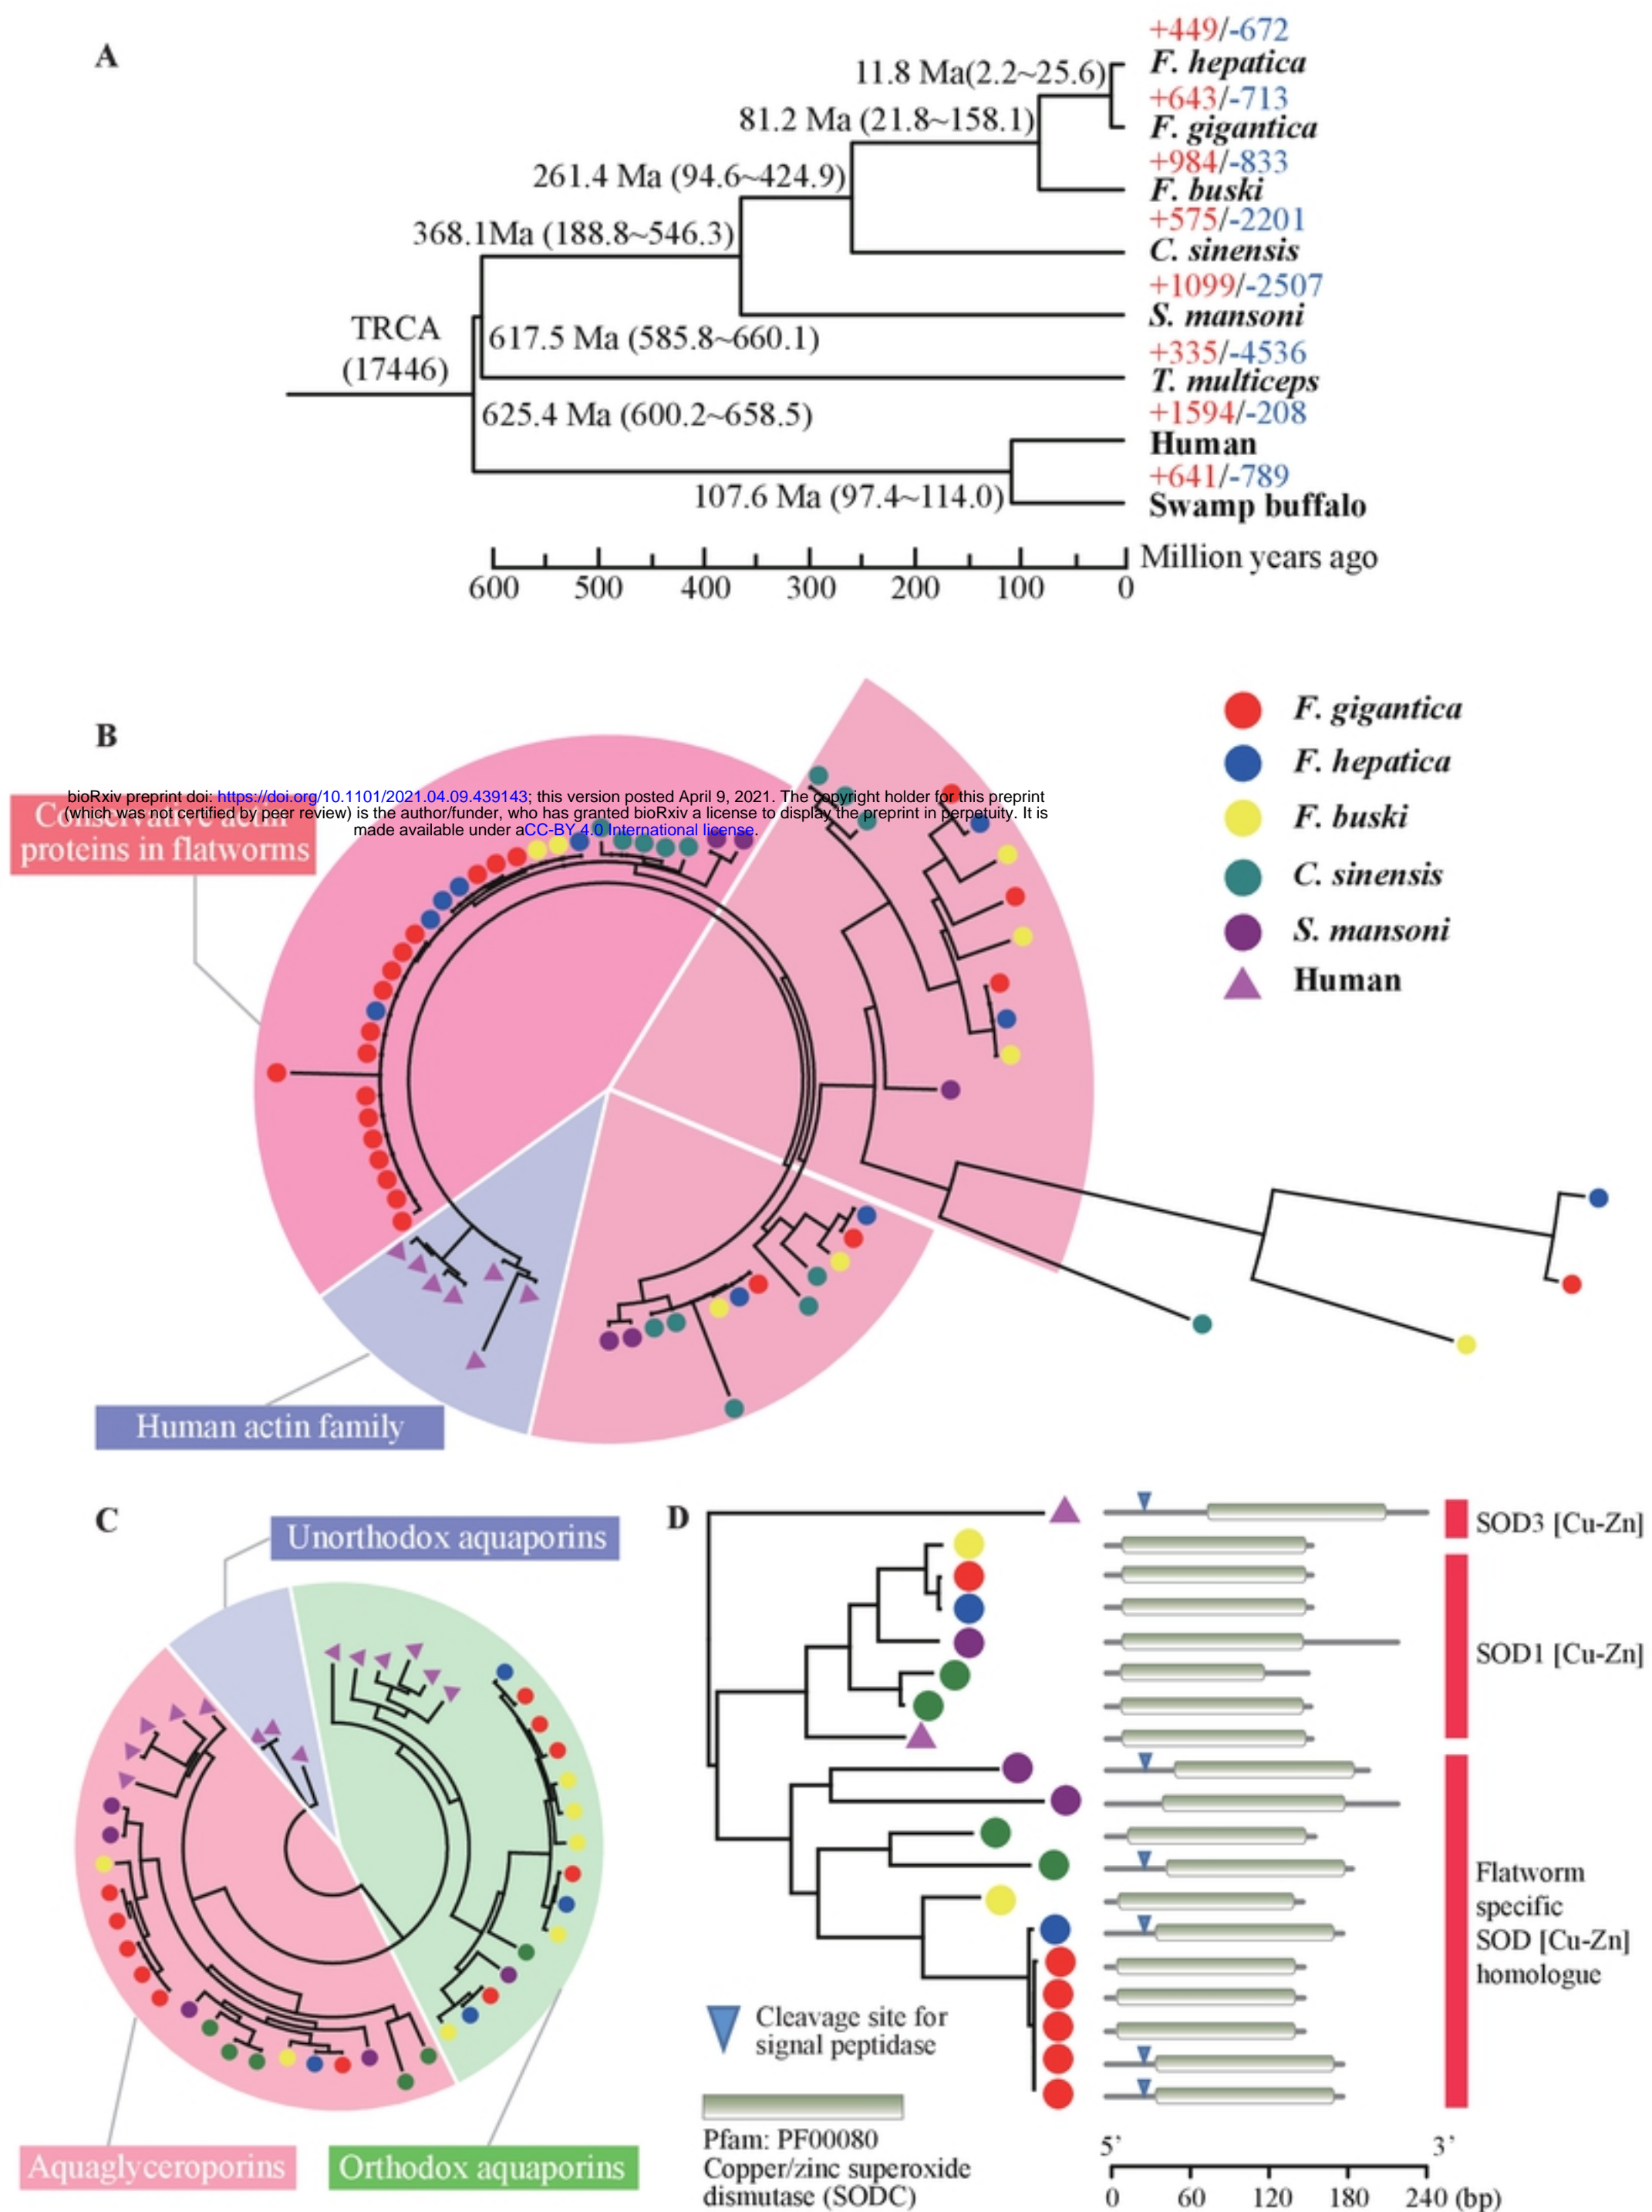 A
+449/-672
F. hepatica
11.8 Ma(2.2~25.6)
+643/-713
F. gigantica
81.2 Ma (21.8~158.1)
+984/-833
F. buski
261.4 Ma (94.6~424.9)
+575/-2201
C. sinensis
368.1Ma (188.8~546.3)
+1099/-2507
S. mansoni
TRCA
(17446)
617.5 Ma (585.8~660.1)
+335/-4536
T. multiceps
625.4 Ma (600.2~658.5)
+1594/-208
Human
+641/-789
107.6 Ma (97.4~114.0)
Swamp buffalo
Million years ago
600 500 400 300 200 100 0
B
F. gigantica
F. hepatica
F. buski
C. sinensis
S. mansoni
Human
bioRxiv preprint doi: https://doi.org/10.1101/2021.04.09.439143; this version posted April 9, 2021. The copyright holder for this preprint
(which was not certified by peer review) is the author/funder, who has granted bioRxiv a license to display the preprint in perpetuity. It is
made available under aCC-BY 4.0 International license.
Conservative actin
proteins in flatworms
Human actin family
C
Unorthodox aquaporins
Aquaglyceroporins
Orthodox aquaporins
D
SOD3 [Cu-Zn]
SOD1 [Cu-Zn]
Flatworm
specific
SOD [Cu-Zn]
homologue
Cleavage site for
signal peptidase
Pfam: PF00080
Copper/zinc superoxide
dismutase (SODC)
5’ 3’
0 60 120 180 240 (bp)